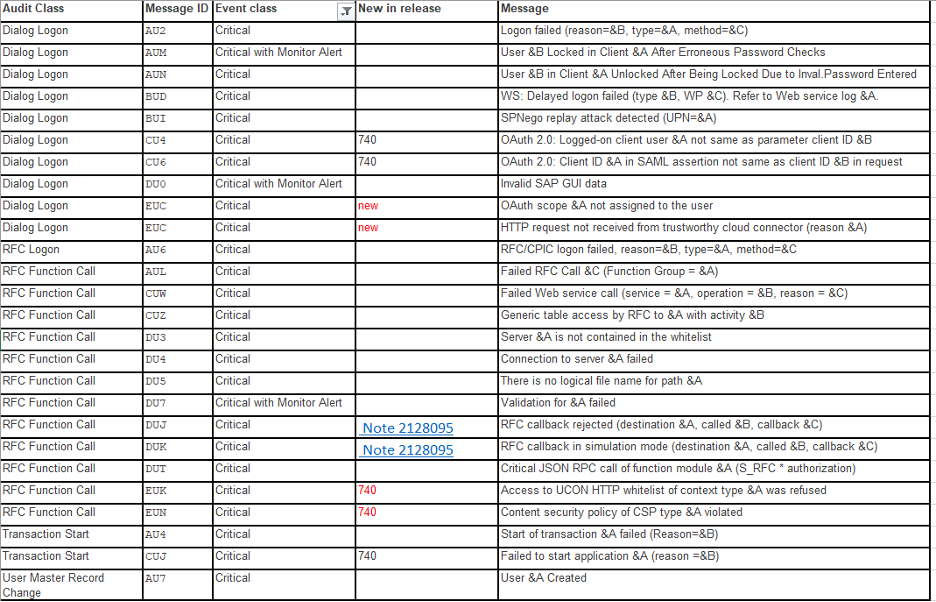 Audit Class Message ID Event class New in release Message
Dialog Logon AU2 Critical Logon failed (reason=&B, type=&A, method=&C)
Dialog Logon AUM Critical with Monitor Alert User &B Locked in Client &A After Erroneous Password Checks
Dialog Logon AUN Critical User &B in Client &A Unlocked After Being Locked Due to Inval.Password Entered
Dialog Logon BUD Critical WS: Delayed logon failed (type &B, WP &C). Refer to Web service log &A.
Dialog Logon BUI Critical SPNego replay attack detected (UPN=&A)
Dialog Logon CU4 Critical 740 OAuth 2.0: Logged-on client user &A not same as parameter client ID &B
Dialog Logon CU6 Critical 740 OAuth 2.0: Client ID &A in SAML assertion not same as client ID &B in request
Dialog Logon DU0 Critical with Monitor Alert Invalid SAP GUI data
Dialog Logon EUC Critical new OAuth scope &A not assigned to the user
Dialog Logon EUC Critical new HTTP request not received from trustworthy cloud connector (reason &A)
RFC Logon AU6 Critical RFC/CPIC logon failed, reason=&B, type=&A, method=&C
RFC Function Call AUL Critical Failed RFC Call &C (Function Group = &A)
RFC Function Call CUW Critical Failed Web service call (service = &A, operation = &B, reason = &C)
RFC Function Call CUZ Critical Generic table access by RFC to &A with activity &B
RFC Function Call DU3 Critical Server &A is not contained in the whitelist
RFC Function Call DU4 Critical Connection to server &A failed
RFC Function Call DU5 Critical There is no logical file name for path &A
RFC Function Call DU7 Critical with Monitor Alert Validation for &A failed
RFC Function Call DUJ Critical Note 2128095 RFC callback rejected (destination &A, called &B, callback &C)
RFC Function Call DUK Critical Note 2128095 RFC callback in simulation mode (destination &A, called &B, callback &C)
RFC Function Call DUT Critical Critical JSON RPC call of function module &A (S_RFC * authorization)
RFC Function Call EUK Critical 740 Access to UCON HTTP whitelist of context type &A was refused
RFC Function Call EUN Critical 740 Content security policy of CSP type &A violated
Transaction Start AU4 Critical Start of transaction &A failed (Reason=&B)
Transaction Start CUJ Critical 740 Failed to start application &A (reason =&B)
User Master Record AU7 Critical User &A Created
Change